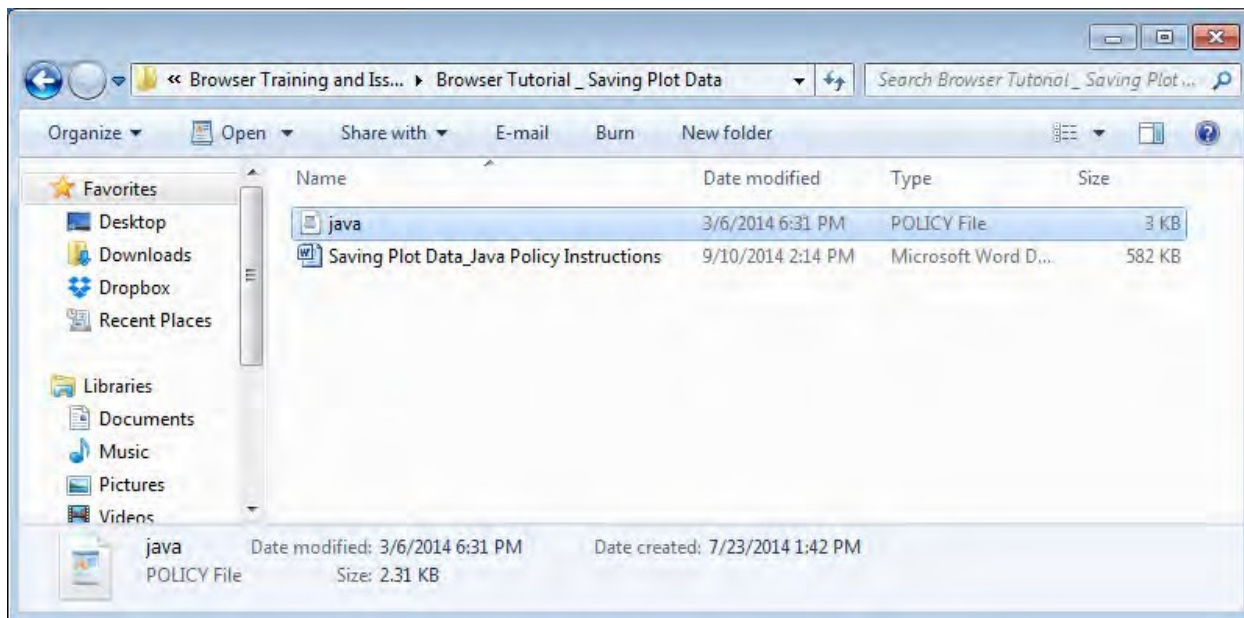 « Browser Training and Iss... ▸ Browser Tutorial _ Saving Plot Data Search Browser Tutorial _ Saving Plot ...
Organize Open Share with E-mail Burn New folder
Favorites
Desktop
Downloads
Dropbox
Recent Places
Libraries
Documents
Music
Pictures
Videos
Name Date modified Type Size
java 3/6/2014 6:31 PM POLICY File 3 KB
Saving Plot Data_Java Policy Instructions 9/10/2014 2:14 PM Microsoft Word D... 582 KB
java Date modified: 3/6/2014 6:31 PM Date created: 7/23/2014 1:42 PM
POLICY File Size: 2.31 KB